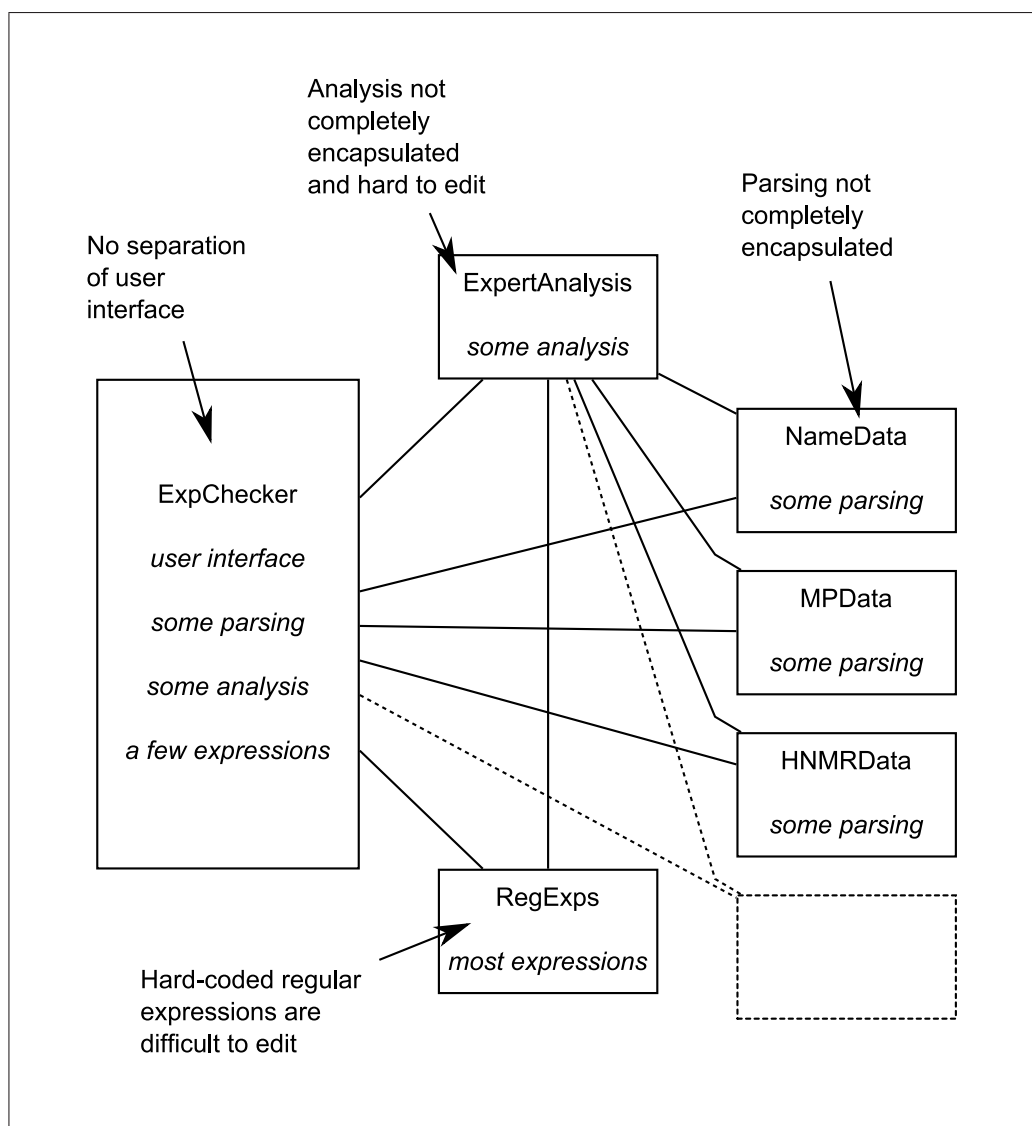 Analysis not
completely
encapsulated
and hard to edit
Parsing not
completely
encapsulated
No separation
of user
interface
ExpertAnalysis
some analysis
NameData
some parsing
ExpChecker
user interface
some parsing
some analysis
a few expressions
MPData
some parsing
HNMRData
some parsing
RegExps
most expressions
Hard-coded regular
expressions are
difficult to edit